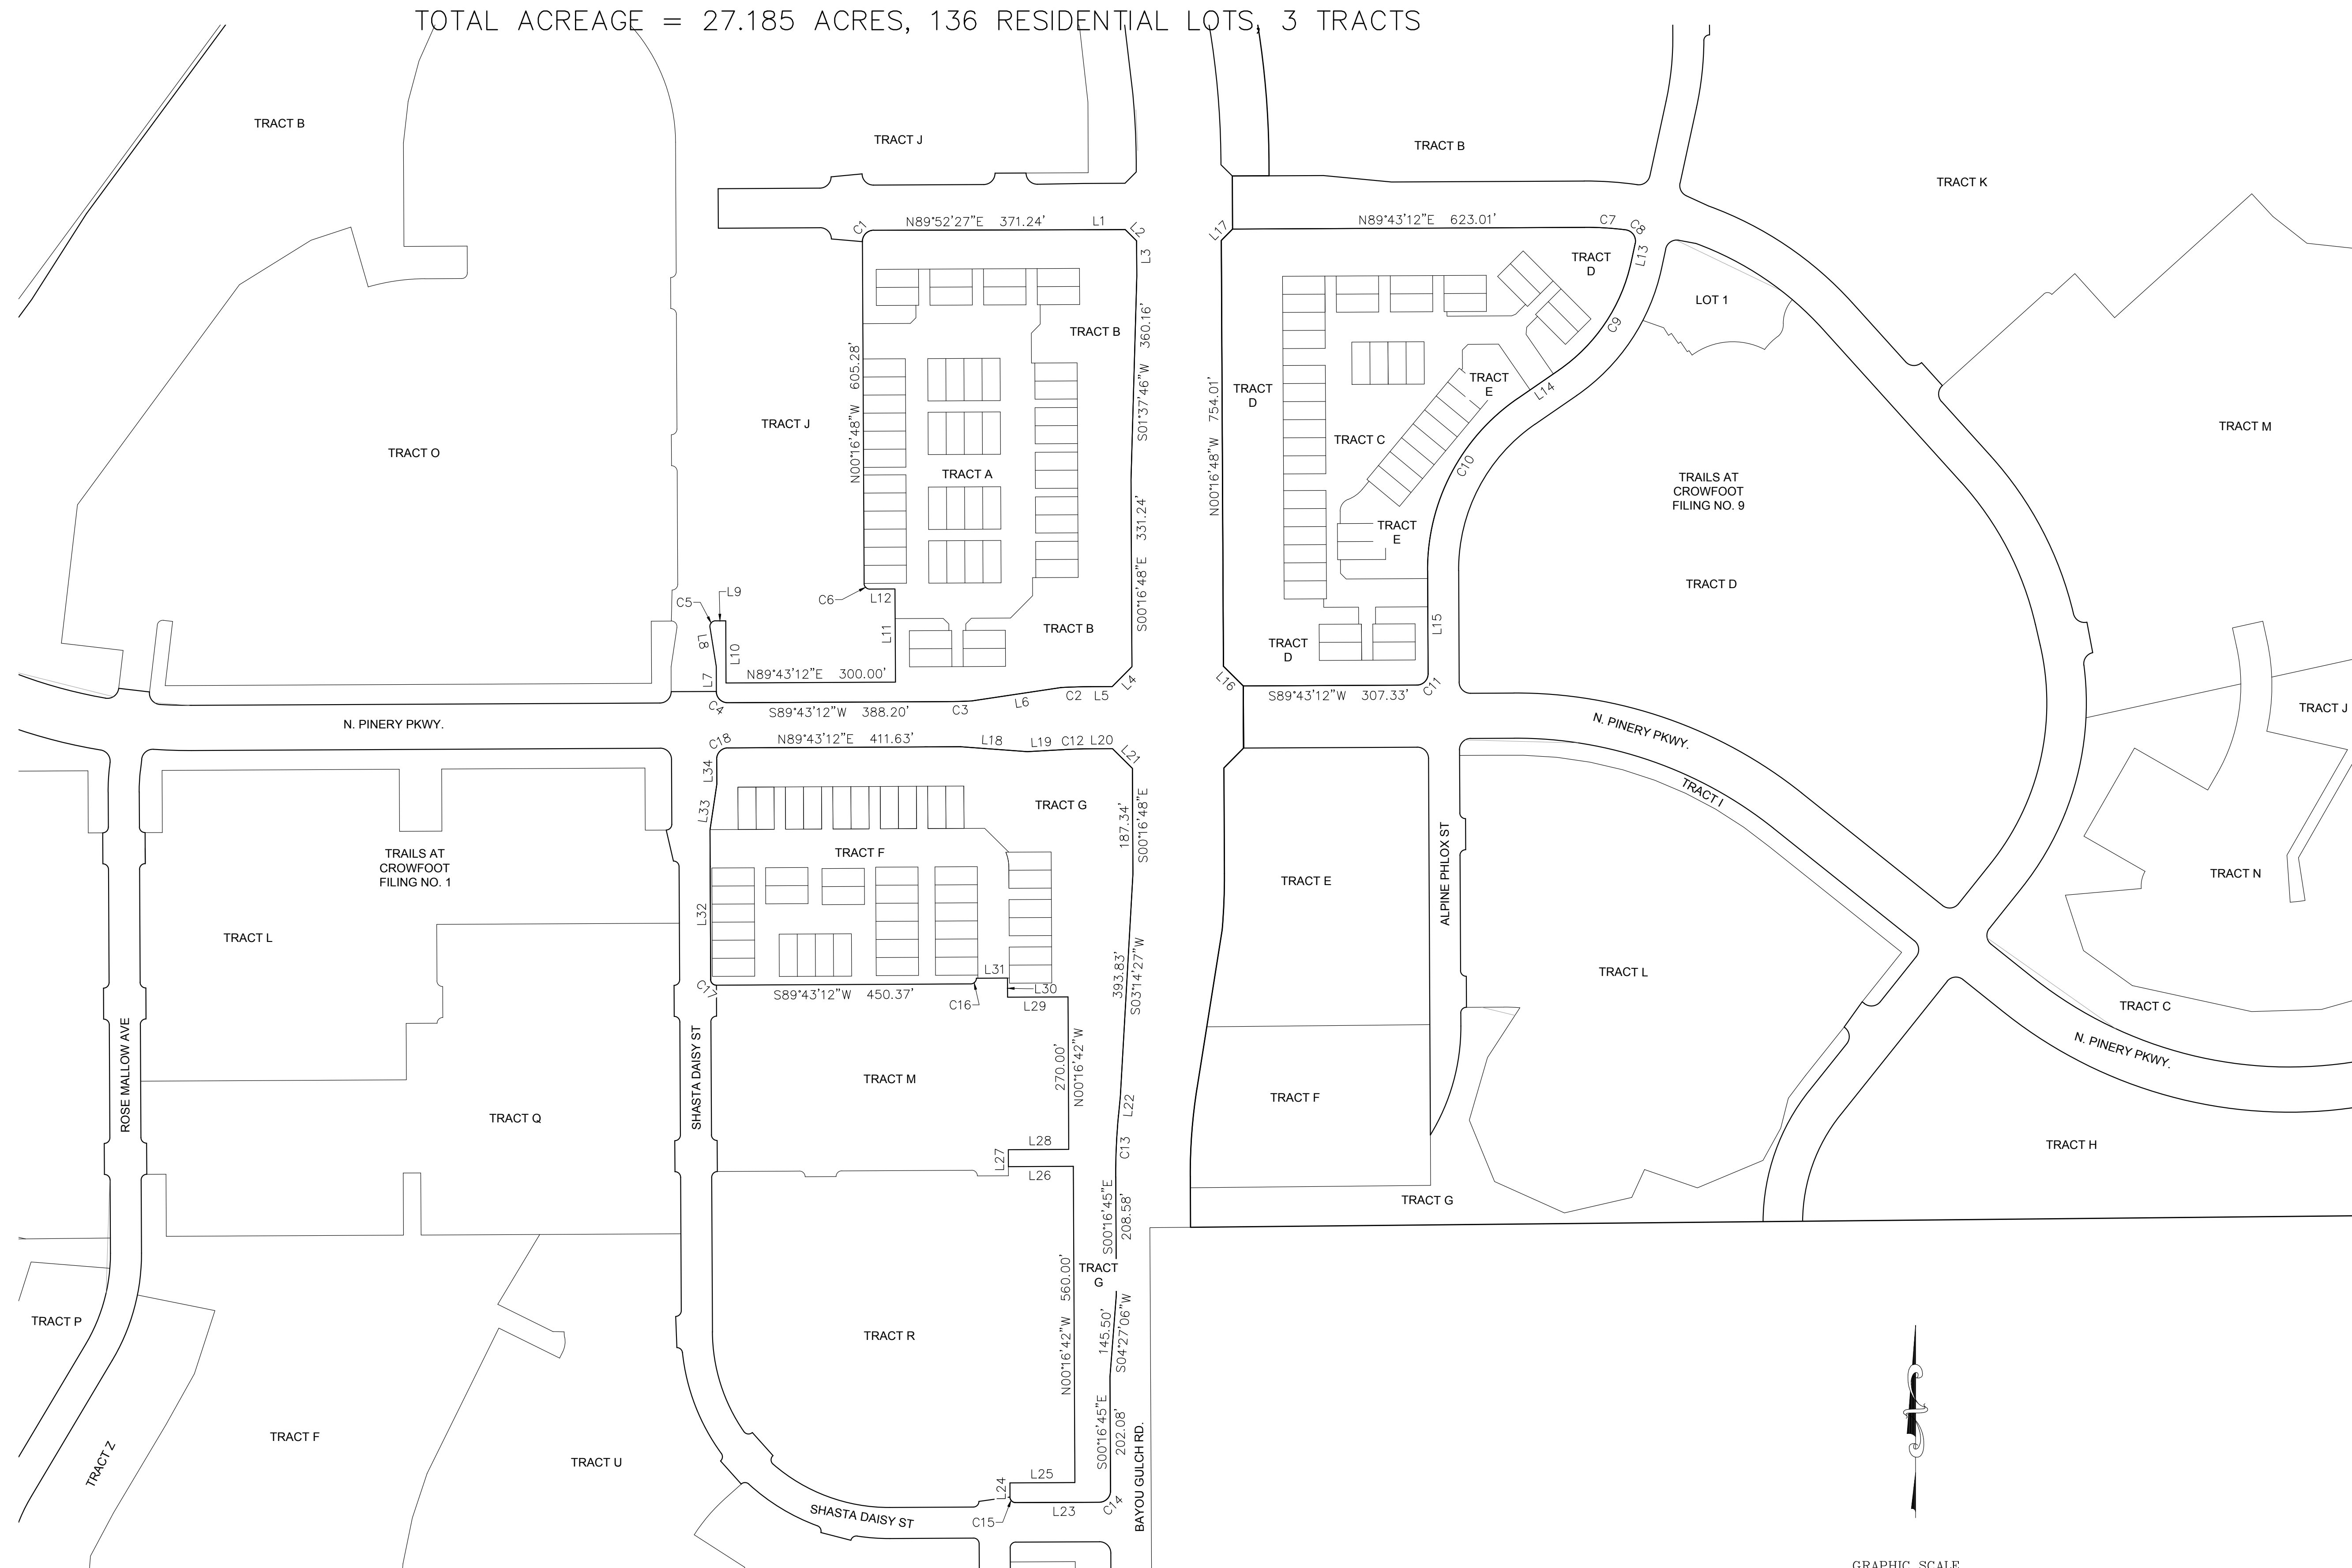 TOTAL ACREAGE = 27.185 ACRES, 136 RESIDENTIAL LOTS, 3 TRACTS
TRACT B
TRACT J
TRACT B
TRACT K
C1
N89°52'27"E 371.24'
L1
L2
L3
L17
N89°43'12"E 623.01'
C7
C8
L13
TRACT
D
LOT 1
TRACT B
360.16'
S01°37'46"W
C9
TRACT O
TRACT J
N00°16'48"W 605.28'
TRACT A
N00°16'48"W 754.01'
TRACT
D
TRACT
E
L14
TRACT C
C10
TRACT M
TRAILS AT
CROWFOOT
FILING NO. 9
TRACT
E
S00°16'48"E 331.24'
TRACT D
C5
L9
C6
L12
L8
L10
L11
TRACT B
L15
TRACT
D
L7
N89°43'12"E 300.00'
L4
L16
C11
C4
S89°43'12"W 388.20'
C3
L6
C2
L5
S89°43'12"W 307.33'
TRACT J
N. PINERY PKWY.
N. PINERY PKWY.
C18
N89°43'12"E 411.63'
L18
L19
C12
L20
L21
L34
L33
TRACT G
187.34'
S00°16'48"E
TRACT I
TRAILS AT
CROWFOOT
FILING NO. 1
TRACT F
TRACT E
ALPINE PHLOX ST
TRACT N
TRACT L
L32
393.83'
S03°14'27"W
TRACT L
L31
L30
C17
S89°43'12"W 450.37'
C16
L29
TRACT C
ROSE MALLOW AVE
SHASTA DAISY ST
TRACT M
270.00'
N00°16'42"W
N. PINERY PKWY.
TRACT F
TRACT Q
L22
L28
C13
TRACT H
L27
L26
S00°16'45"E
208.58'
TRACT G
TRACT
G
N00°16'42"W 560.00'
TRACT P
TRACT R
145.50'
S04°27'06"W
TRACT Z
TRACT F
TRACT U
S00°16'45"E
202.08'
BAYOU GULCH RD.
L25
L24
L23
C14
C15
SHASTA DAISY ST
GRAPHIC SCALE